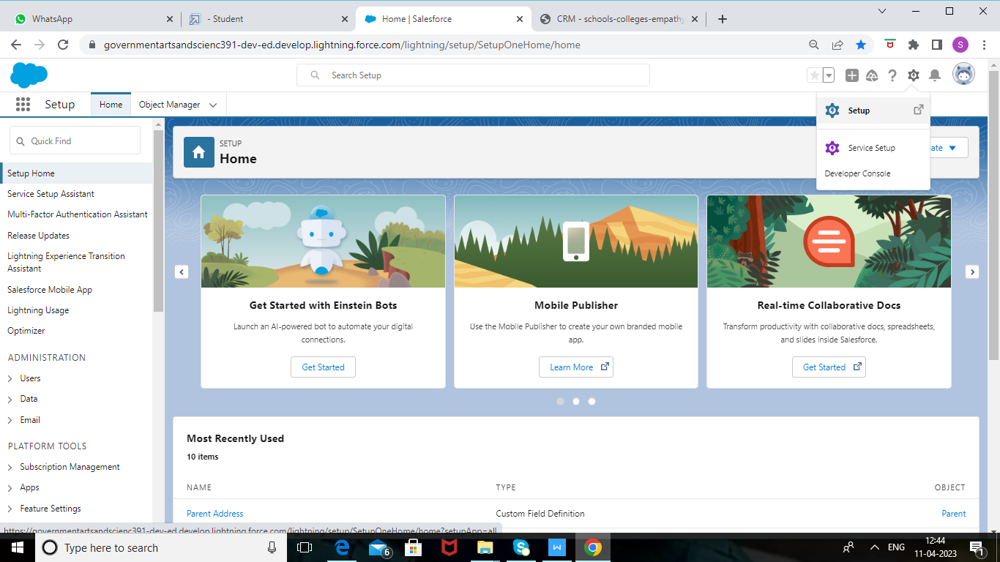 WhatsApp
- Student
Home | Salesforce
CRM - schools-colleges-empathy
governmentartsandscienc391-dev-ed.develop.lightning.force.com/lightning/setup/SetupOneHome/home
S
Search Setup
Setup
Home
Object Manager
Setup
Service Setup
Developer Console
Quick Find
Setup Home
Service Setup Assistant
Multi-Factor Authentication Assistant
Release Updates
Lightning Experience Transition
Assistant
Salesforce Mobile App
Lightning Usage
Optimizer
ADMINISTRATION
Users
Data
Email
PLATFORM TOOLS
Subscription Management
Apps
Feature Settings
SETUP
Home
Get Started with Einstein Bots
Launch an AI-powered bot to automate your digital
connections.
Get Started
Mobile Publisher
Use the Mobile Publisher to create your own branded mobile
app.
Learn More
Real-time Collaborative Docs
Transform productivity with collaborative docs, spreadsheets,
and slides inside Salesforce.
Get Started
Most Recently Used
10 items
NAME TYPE OBJECT
Parent Address Custom Field Definition Parent
https://governmentartsandscienc391-dev-ed.develop.lightning.force.com/lightning/setup/SetupOneHome/home?setupApp=all
Type here to search
6
ENG
12:44
11-04-2023
1